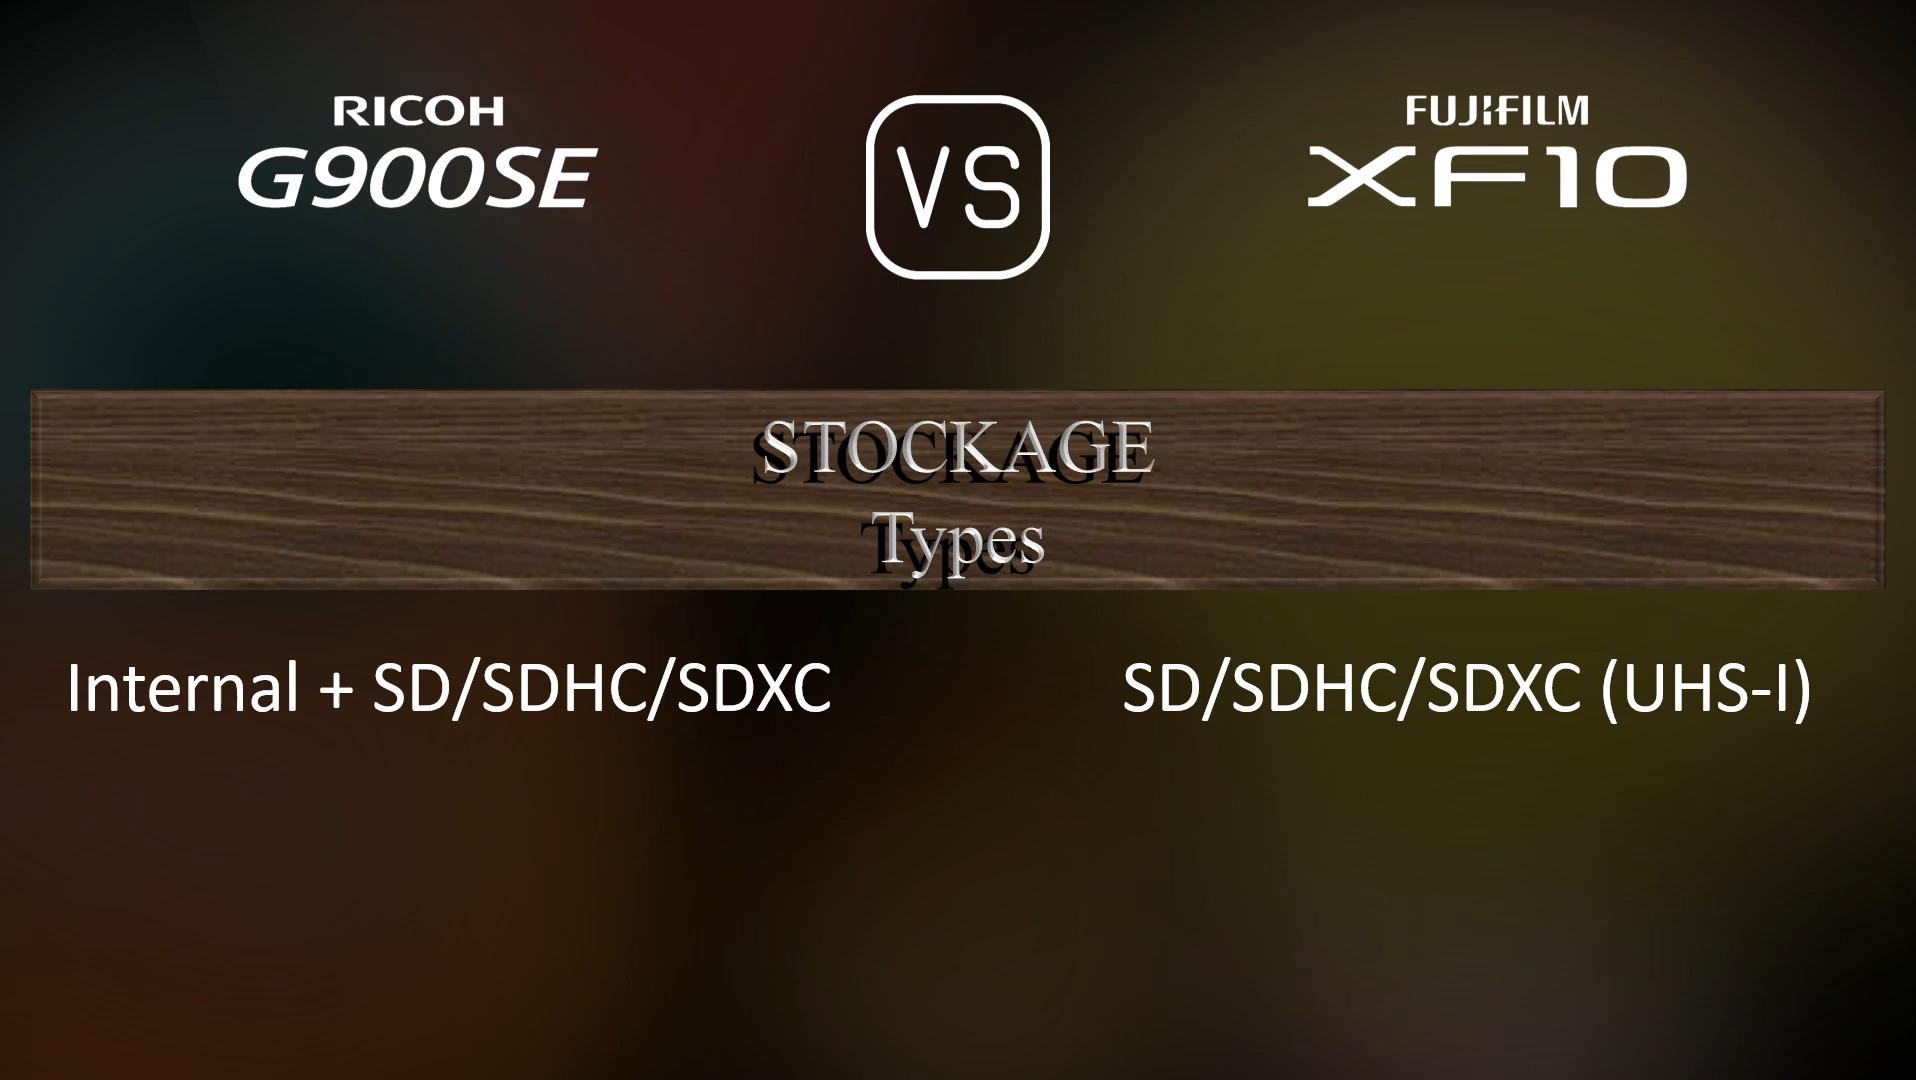 RICOH
G900SE
VS
FUJIFILM
XF10
STOCKAGE
Types
Internal + SD/SDHC/SDXC
SD/SDHC/SDXC (UHS-I)